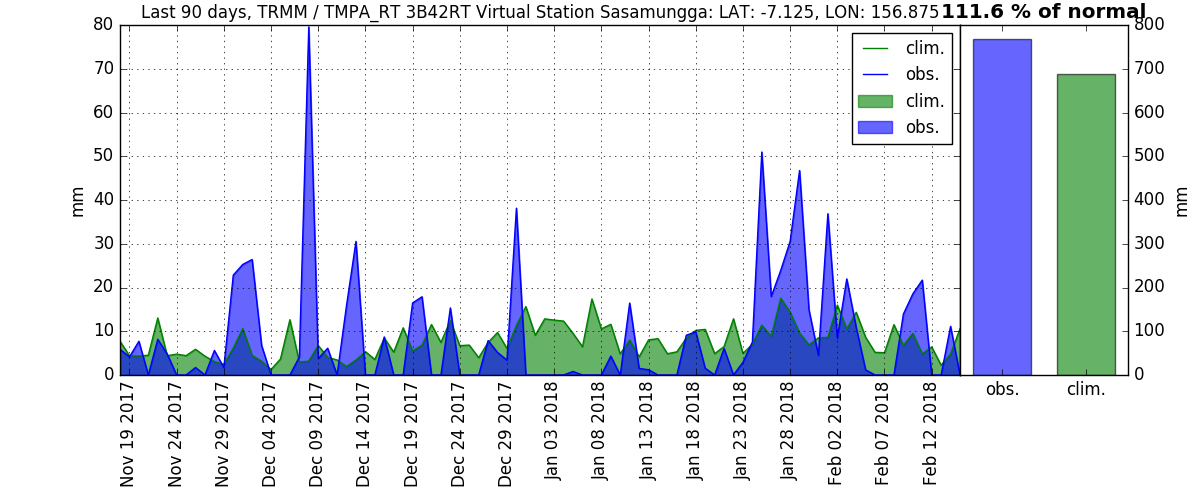 Last 90 days, TRMM / TMPA_RT 3B42RT Virtual Station Sasamungga: LAT: -7.125, LON: 156.875
111.6 % of normal
80
70
60
50
40
30
20
10
0
mm
clim.
obs.
clim.
obs.
800
700
600
500
400
300
200
100
0
mm
obs.
clim.
Nov 19 2017
Nov 24 2017
Nov 29 2017
Dec 04 2017
Dec 09 2017
Dec 14 2017
Dec 19 2017
Dec 24 2017
Dec 29 2017
Jan 03 2018
Jan 08 2018
Jan 13 2018
Jan 18 2018
Jan 23 2018
Jan 28 2018
Feb 02 2018
Feb 07 2018
Feb 12 2018